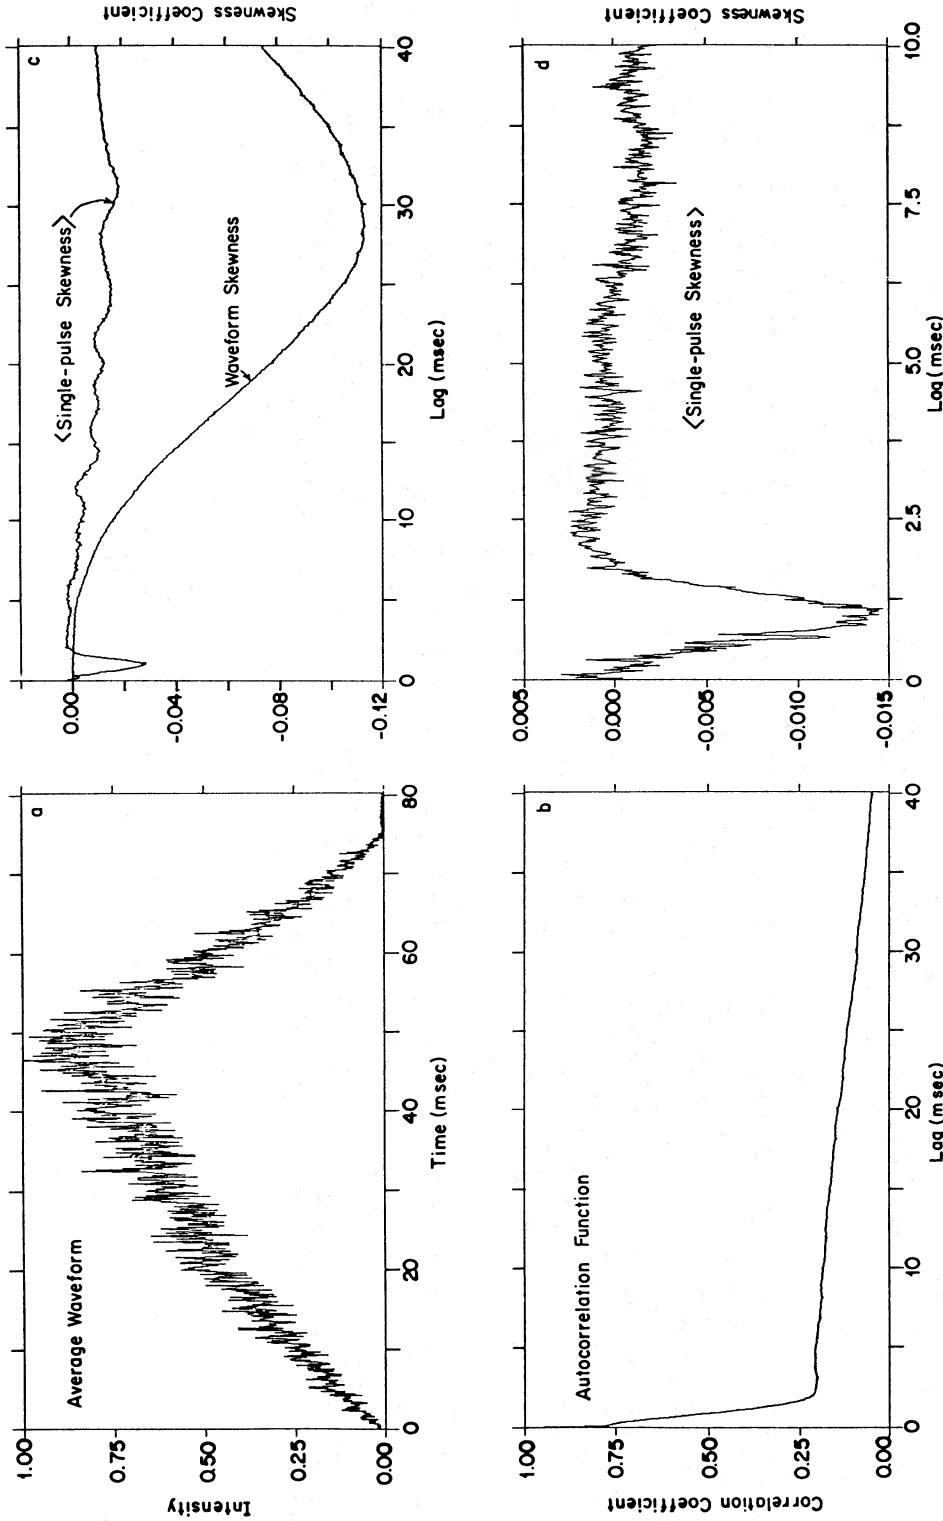 a
Average Waveform
1.00
0.75
0.50
0.25
0.00
Intensity
0
20
40
60
80
Time (msec)
b
Autocorrelation Function
1.00
0.75
0.50
0.25
0.00
Correlation Coefficient
0
10
20
30
40
Lag (msec)
c
<Single-pulse Skewness>
Waveform Skewness
0.00
-0.04
-0.08
-0.12
Skewness Coefficient
0
10
20
30
40
Lag (msec)
d
<Single-pulse Skewness>
0.005
0.000
-0.005
-0.010
-0.015
Skewness Coefficient
0
2.5
5.0
7.5
10.0
Lag (msec)